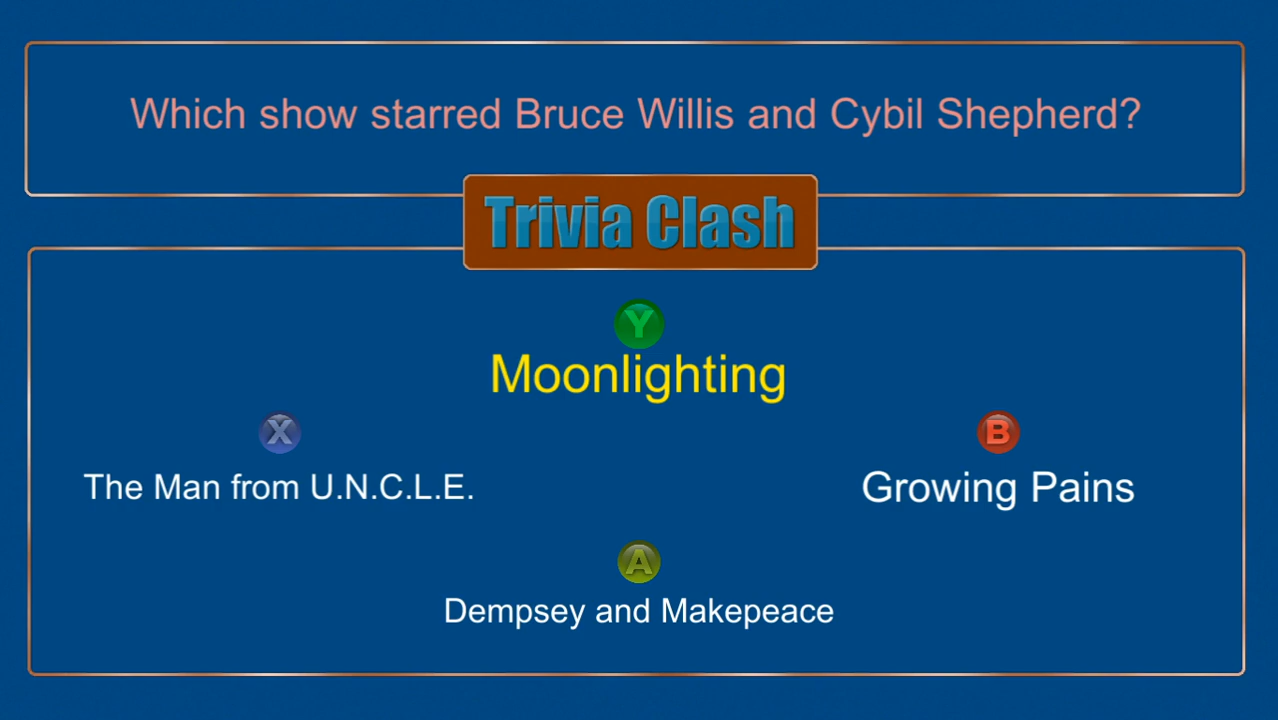 Which show starred Bruce Willis and Cybil Shepherd?
Trivia Clash
Y
Moonlighting
X
B
The Man from U.N.C.L.E.
Growing Pains
A
Dempsey and Makepeace